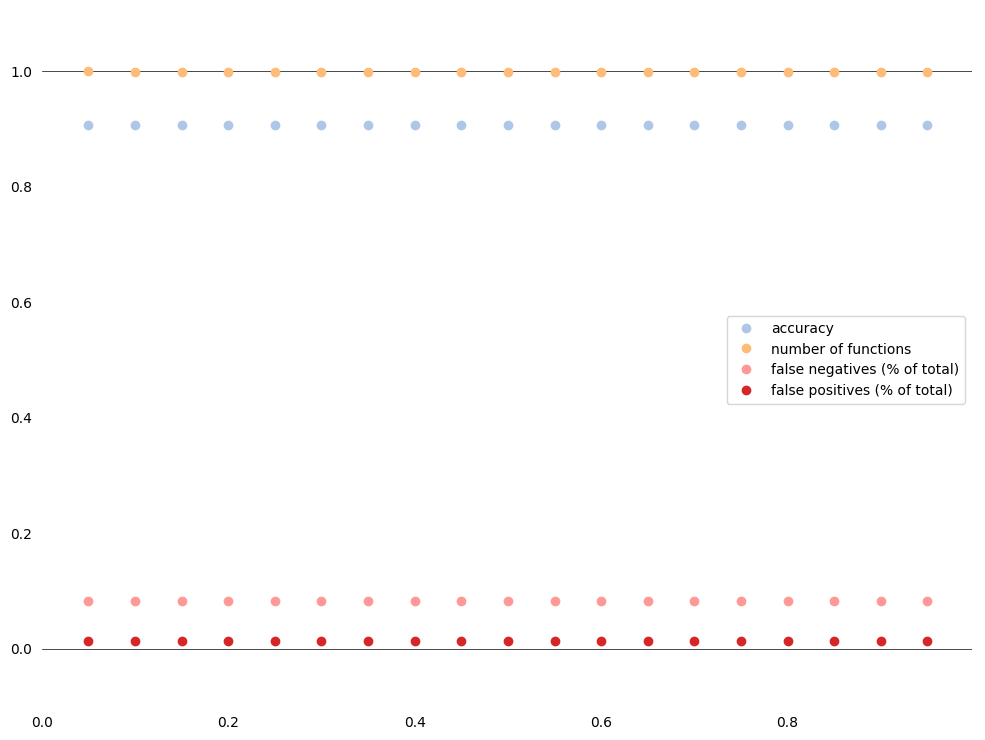 1.0
0.8
0.6
accuracy
number of functions
false negatives (% of total)
false positives (% of total)
0.4
0.2
0.0
0.0 0.2 0.4 0.6 0.8